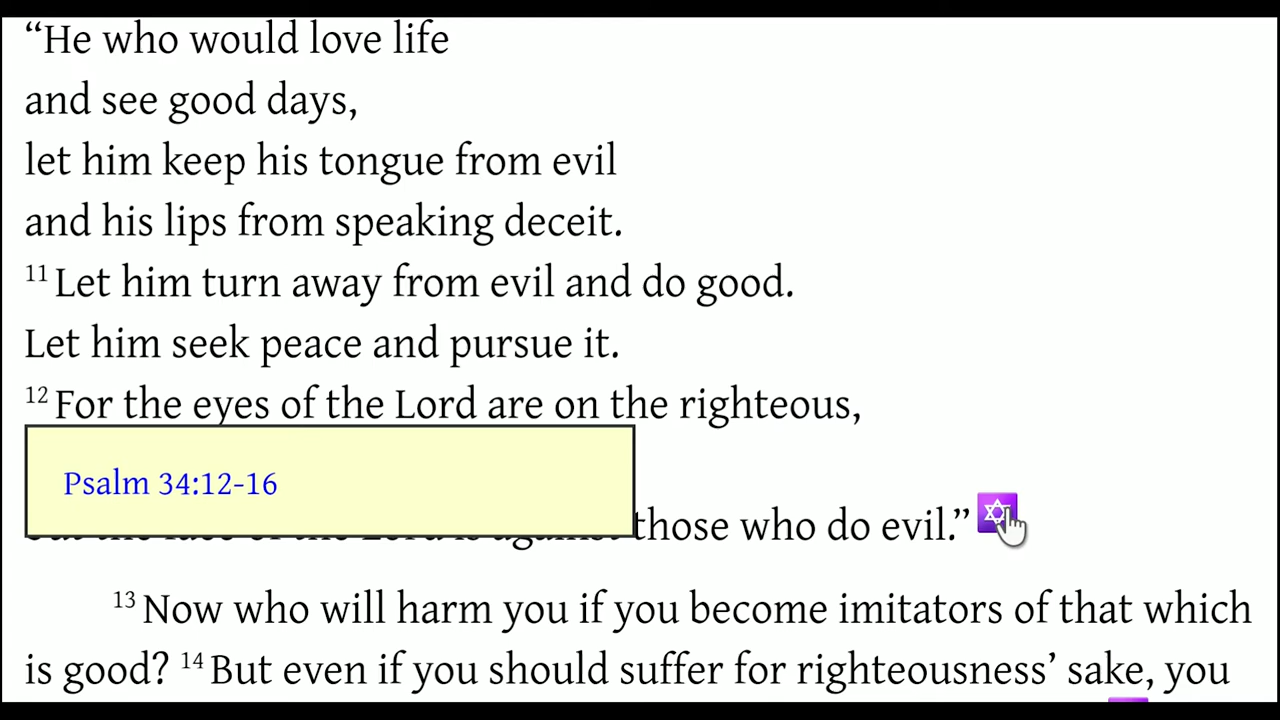 “He who would love life
and see good days,
let him keep his tongue from evil
and his lips from speaking deceit.
11 Let him turn away from evil and do good.
Let him seek peace and pursue it.
12 For the eyes of the Lord are on the righteous,
Psalm 34:12-16
those who do evil.”
13 Now who will harm you if you become imitators of that which
is good? 14 But even if you should suffer for righteousness’ sake, you